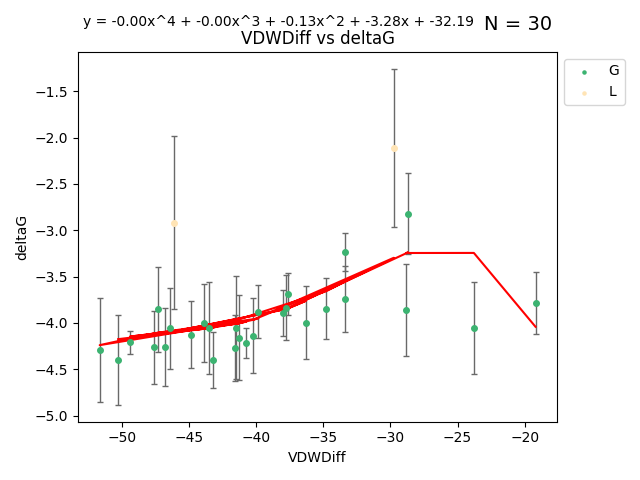 y = -0.00x^4 + -0.00x^3 + -0.13x^2 + -3.28x + -32.19 N = 30
VDWDiff vs deltaG
G
L
−1.5
−2.0
−2.5
−3.0
−3.5
−4.0
−4.5
−5.0
deltaG
−50 −45 −40 −35 −30 −25 −20
VDWDiff